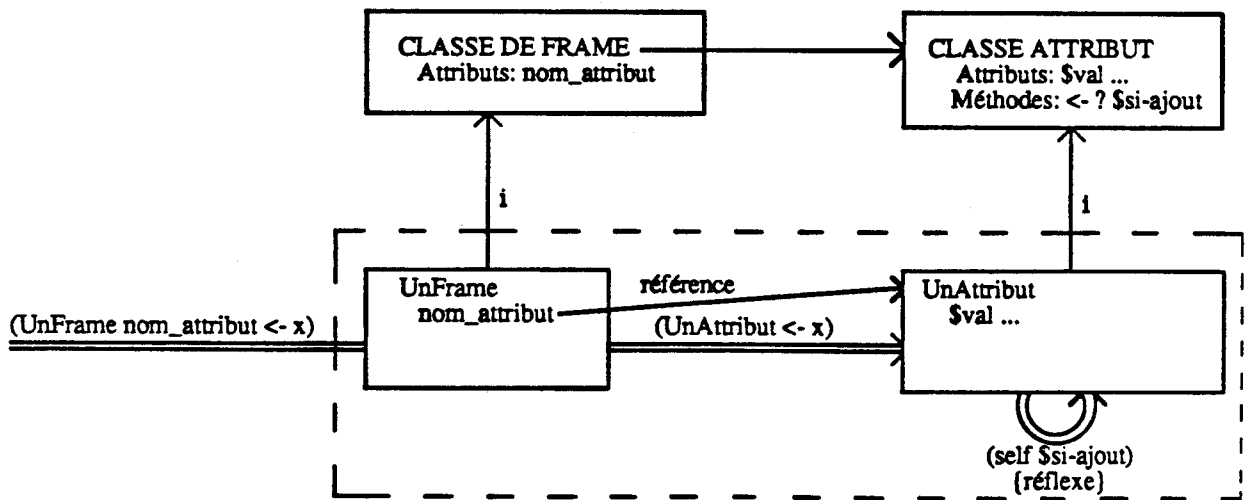 CLASSE DE FRAME
Attributs: nom_attribut
CLASSE ATTRIBUT
Attributs: $val ...
Méthodes: <- ? $si-ajout
i
i
UnFrame
nom_attribut
référence
UnAttribut
$val ...
(UnFrame nom_attribut <- x)
(UnAttribut <- x)
(self $si-ajout)
{réflexe}